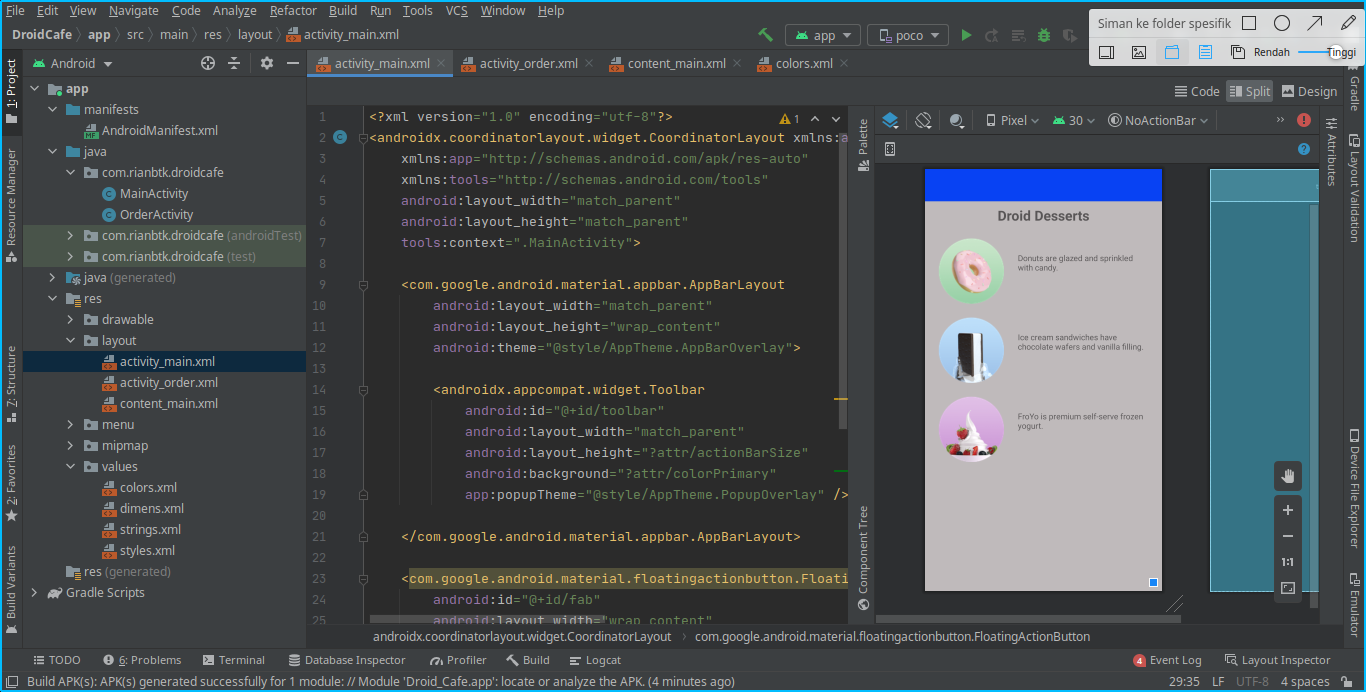 File Edit View Navigate Code Analyze Refactor Build Run Tools VCS Window Help
Siman ke folder spesifik
Rendah Tinggi
DroidCafe app src main res layout activity_main.xml
app poco
Android
activity_main.xml activity_order.xml content_main.xml colors.xml
Code Split Design
1: Project
Resource Manager
7: Structure
2: Favorites
Build Variants
app
manifests
AndroidManifest.xml
java
com.rianbtk.droidcafe
MainActivity
OrderActivity
com.rianbtk.droidcafe (androidTest)
com.rianbtk.droidcafe (test)
java (generated)
res
drawable
layout
activity_main.xml
activity_order.xml
content_main.xml
menu
mipmap
values
colors.xml
dimens.xml
strings.xml
styles.xml
res (generated)
Gradle Scripts
1 <?xml version="1.0" encoding="utf-8"?>
2 <androidx.coordinatorlayout.widget.CoordinatorLayout xmlns:a
3 xmlns:app="http://schemas.android.com/apk/res-auto"
4 xmlns:tools="http://schemas.android.com/tools"
5 android:layout_width="match_parent"
6 android:layout_height="match_parent"
7 tools:context=".MainActivity">
8
9 <com.google.android.material.appbar.AppBarLayout
10 android:layout_width="match_parent"
11 android:layout_height="wrap_content"
12 android:theme="@style/AppTheme.AppBarOverlay">
13
14 <androidx.appcompat.widget.Toolbar
15 android:id="@+id/toolbar"
16 android:layout_width="match_parent"
17 android:layout_height="?attr/actionBarSize"
18 android:background="?attr/colorPrimary"
19 app:popupTheme="@style/AppTheme.PopupOverlay" />
20
21 </com.google.android.material.appbar.AppBarLayout>
22
23 <com.google.android.material.floatingactionbutton.Floati
24 android:id="@+id/fab"
25 android:layout_width="wrap_content"
1
Palette
Component Tree
Pixel 30 NoActionBar
Droid Desserts
Donuts are glazed and sprinkled
with candy.
Ice cream sandwiches have
chocolate wafers and vanilla filling.
FroYo is premium self-serve frozen
yogurt.
1:1
Attributes
Gradle
Layout Validation
Device File Explorer
Emulator
androidx.coordinatorlayout.widget.CoordinatorLayout › com.google.android.material.floatingactionbutton.FloatingActionButton
TODO 6: Problems Terminal Database Inspector Profiler Build Logcat 4 Event Log Layout Inspector
Build APK(s): APK(s) generated successfully for 1 module: // Module 'Droid_Cafe.app': locate or analyze the APK. (4 minutes ago) 29:35 LF UTF-8 4 spaces